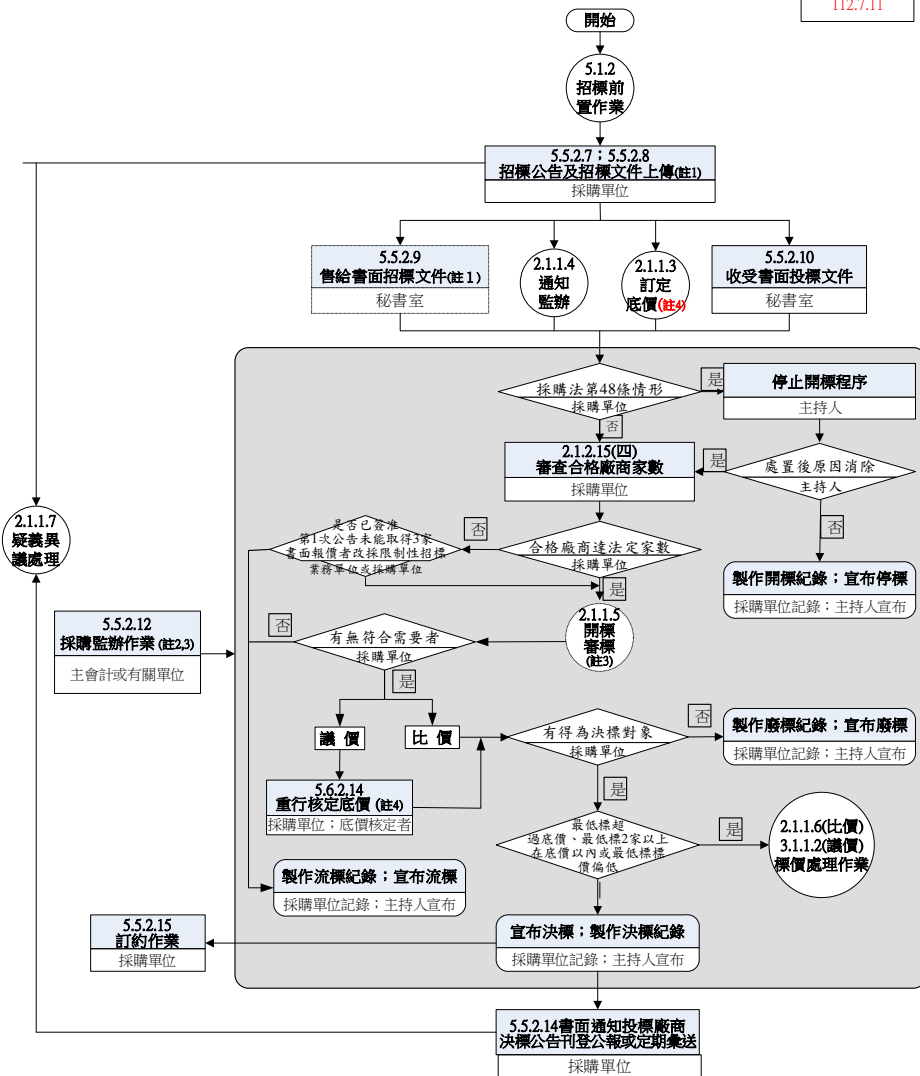 112.7.11
開始
5.1.2
招標前
置作業
5.5.2.7；5.5.2.8
招標公告及招標文件上傳(註1)
採購單位
5.5.2.9
售給書面招標文件(註1)
秘書室
2.1.1.4
通知
監辦
2.1.1.3
訂定
底價(註4)
5.5.2.10
收受書面投標文件
秘書室
採購法第48條情形
採購單位
是
停止開標程序
主持人
否
2.1.2.15(四)
審查合格廠商家數
採購單位
是
處置後原因消除
主持人
2.1.1.7
疑義異
議處理
是否已簽准
第1次公告未能取得3家
書面報價者改採限制性招標
業務單位或採購單位
否
合格廠商達法定家數
採購單位
否
製作開標紀錄；宣布停標
採購單位記錄；主持人宣布
是
5.5.2.12
採購監辦作業(註2,3)
主會計或有關單位
否
有無符合需要者
採購單位
2.1.1.5
開標
審標
(註3)
是
議價
比價
有得為決標對象
採購單位
否
製作廢標紀錄；宣布廢標
採購單位記錄；主持人宣布
5.6.2.14
重行核定底價(註4)
採購單位；底價核定者
是
最低標超
過底價、最低標2家以上
在底價以內或最低標標
價偏低
是
2.1.1.6(比價)
3.1.1.2(議價)
標價處理作業
製作流標紀錄；宣布流標
採購單位記錄；主持人宣布
5.5.2.15
訂約作業
採購單位
宣布決標；製作決標紀錄
採購單位記錄；主持人宣布
5.5.2.14書面通知投標廠商
決標公告刊登公報或定期彙送
採購單位